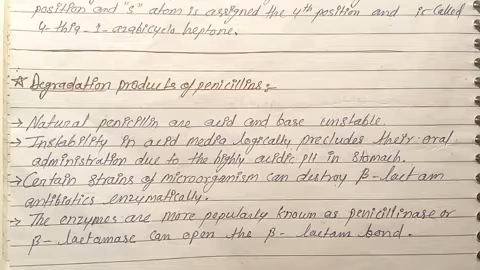 position and "s" atom is assigned the 4th position and is called
4-thia-1-azabicyclo heptone.
☆ Degradation products of penicillins:-
→ Natural penicillin are acid and base unstable.
→ Instability in acid media logically precludes their oral
administration due to the highly acidic pH in stomach.
→ Certain strains of microorganism can destroy β-lactam
antibiotics enzymatically.
→ The enzymes are more popularly known as penicillinase or
β-lactamase can open the β-lactam bond.